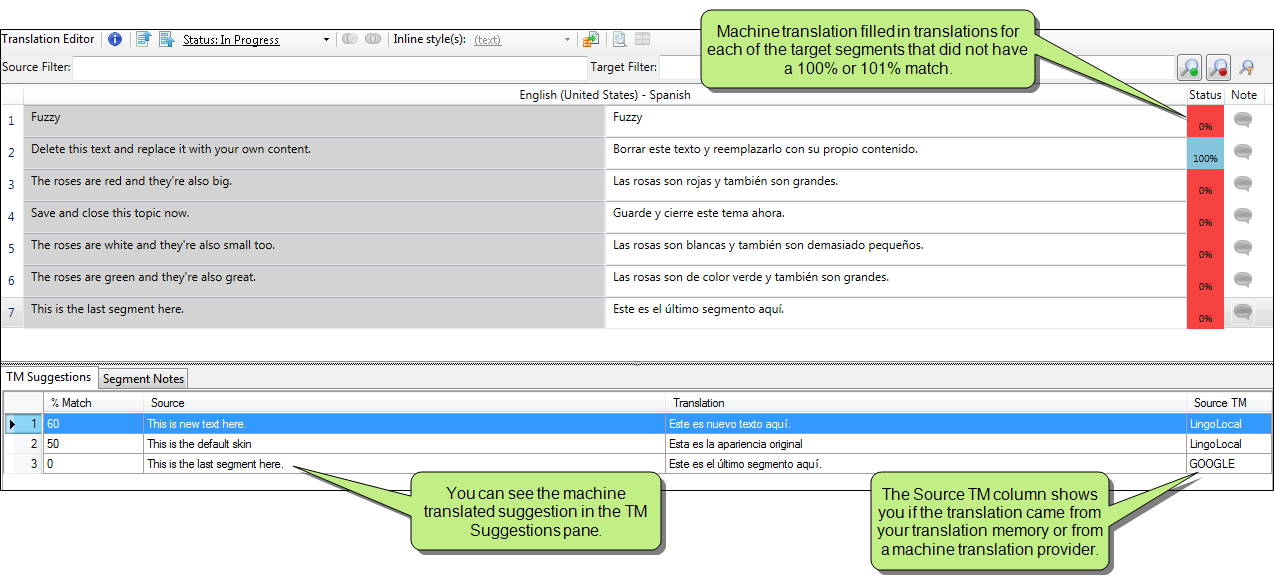 Machine translation filled in translations for
each of the target segments that did not have
a 100% or 101% match.
Translation Editor Status: In Progress Inline style(s): (text)
Source Filter: Target Filter:
English (United States) - Spanish Status Note
1 Fuzzy Fuzzy 0%
2 Delete this text and replace it with your own content. Borrar este texto y reemplazarlo con su propio contenido. 100%
3 The roses are red and they're also big. Las rosas son rojas y también son grandes. 0%
4 Save and close this topic now. Guarde y cierre este tema ahora. 0%
5 The roses are white and they're also small too. Las rosas son blancas y también son demasiado pequeños. 0%
6 The roses are green and they're also great. Las rosas son de color verde y también son grandes. 0%
7 This is the last segment here. Este es el último segmento aquí. 0%
TM Suggestions Segment Notes
% Match Source Translation Source TM
1 60 This is new text here. Este es nuevo texto aquí. LingoLocal
2 50 This is the default skin Esta es la apariencia original LingoLocal
3 0 This is the last segment here. Este es el último segmento aquí. GOOGLE
You can see the machine
translated suggestion in the TM
Suggestions pane.
The Source TM column shows
you if the translation came from
your translation memory or from
a machine translation provider.